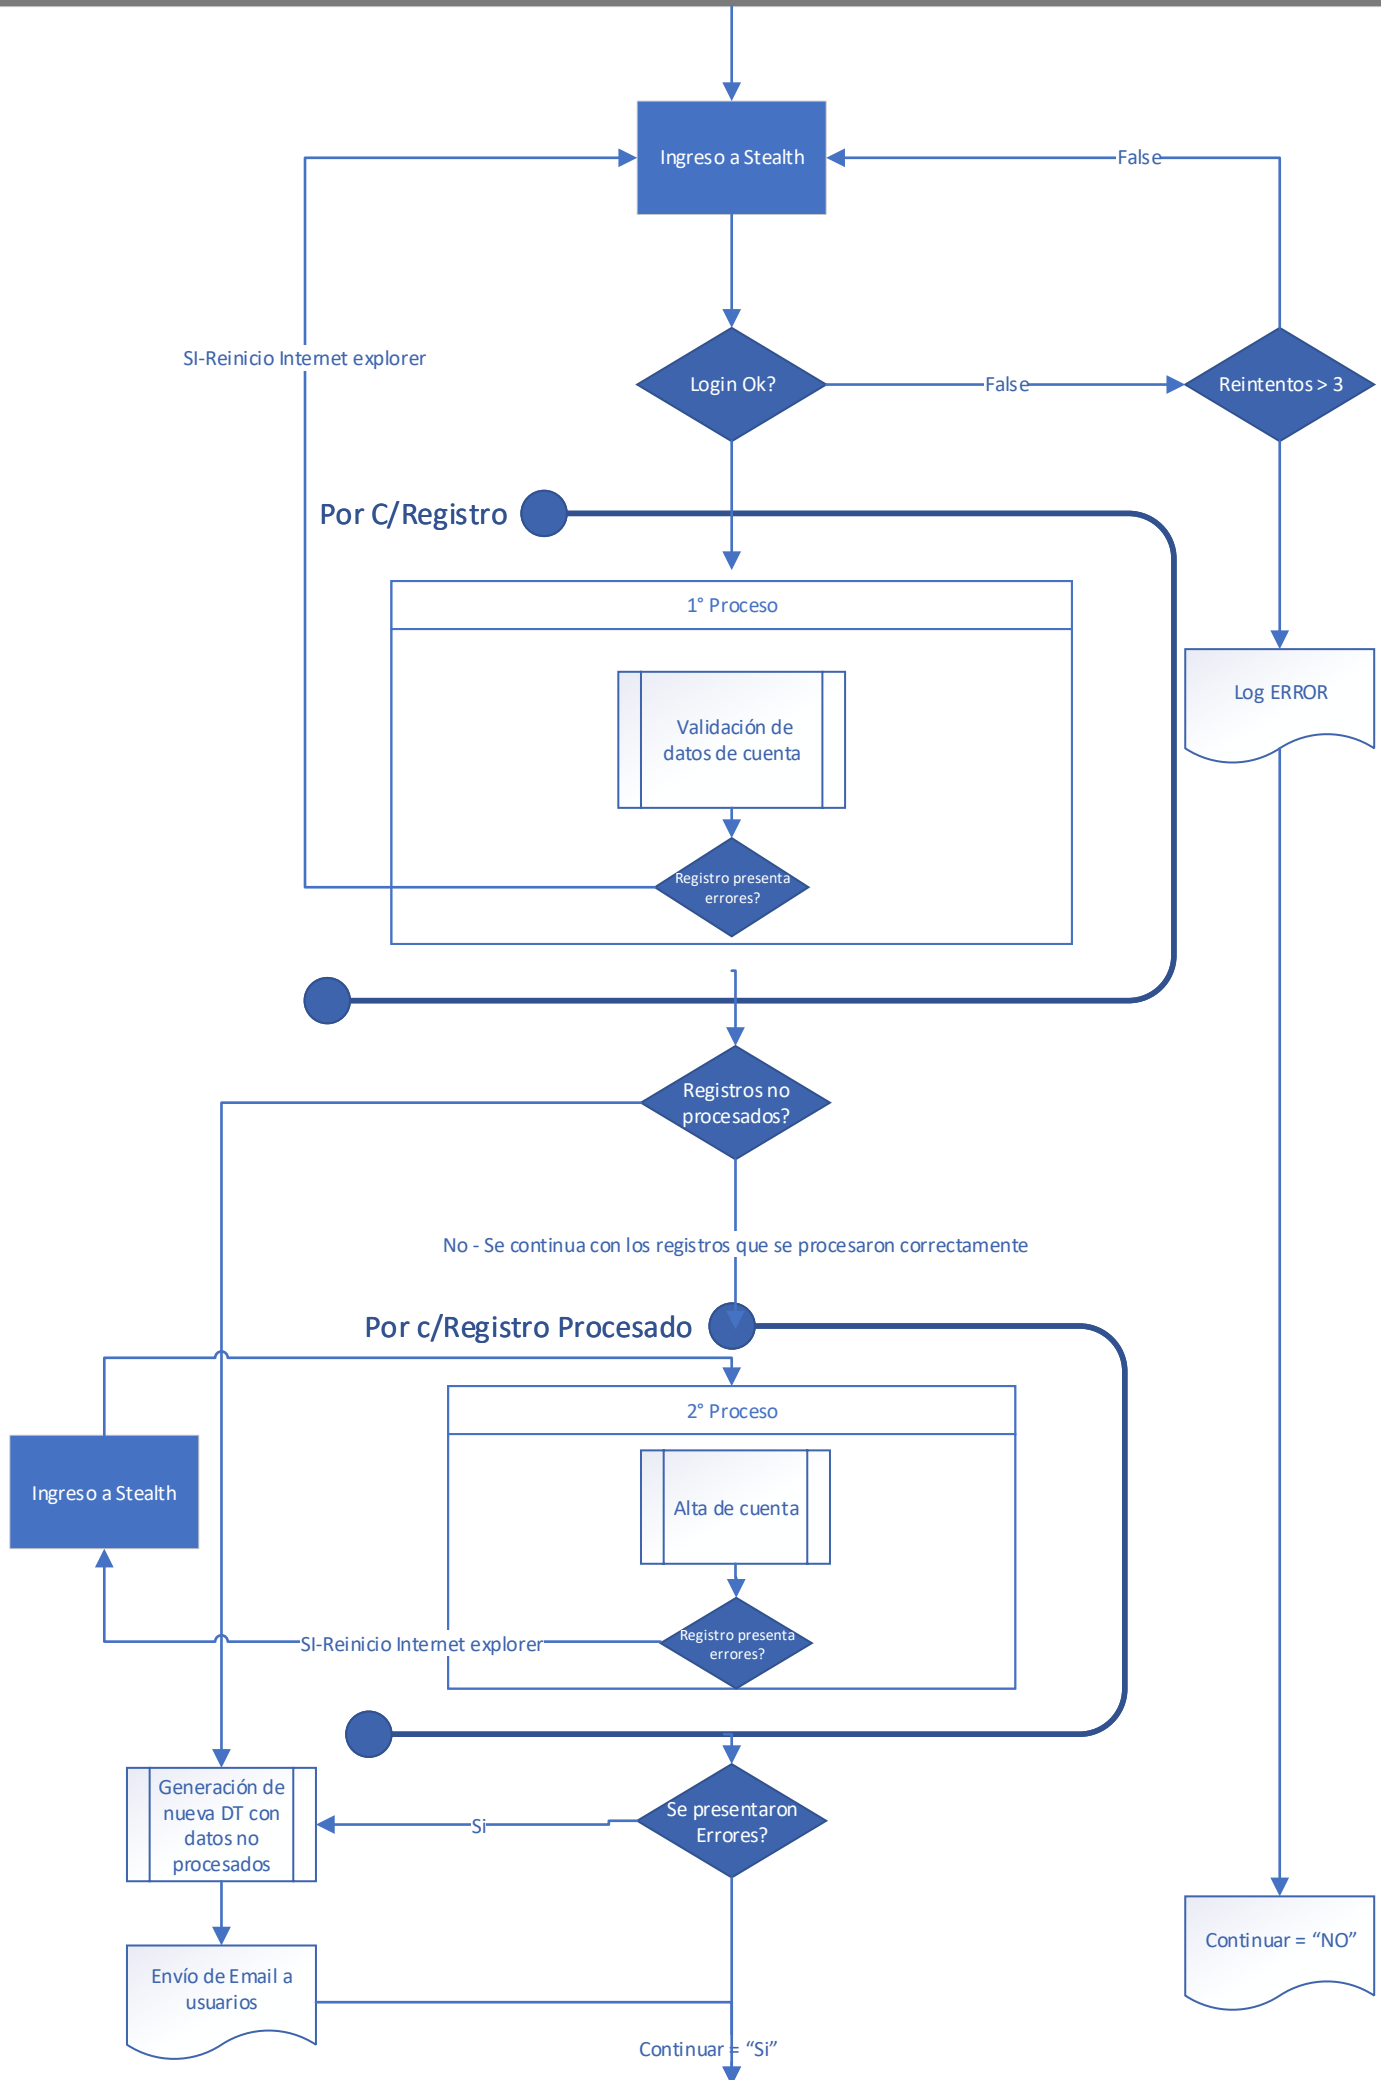 Ingreso a Stealth
False
SI-Reinicio Internet explorer
Login Ok?
False
Reintentos > 3
Por C/Registro
1° Proceso
Log ERROR
Validación de
datos de cuenta
Registro presenta
errores?
Registros no
procesados?
No - Se continua con los registros que se procesaron correctamente
Por c/Registro Procesado
2° Proceso
Ingreso a Stealth
Alta de cuenta
SI-Reinicio Internet explorer
Registro presenta
errores?
Generación de
nueva DT con
datos no
procesados
Si
Se presentaron
Errores?
Continuar = “NO”
Envío de Email a
usuarios
Continuar = “Si”